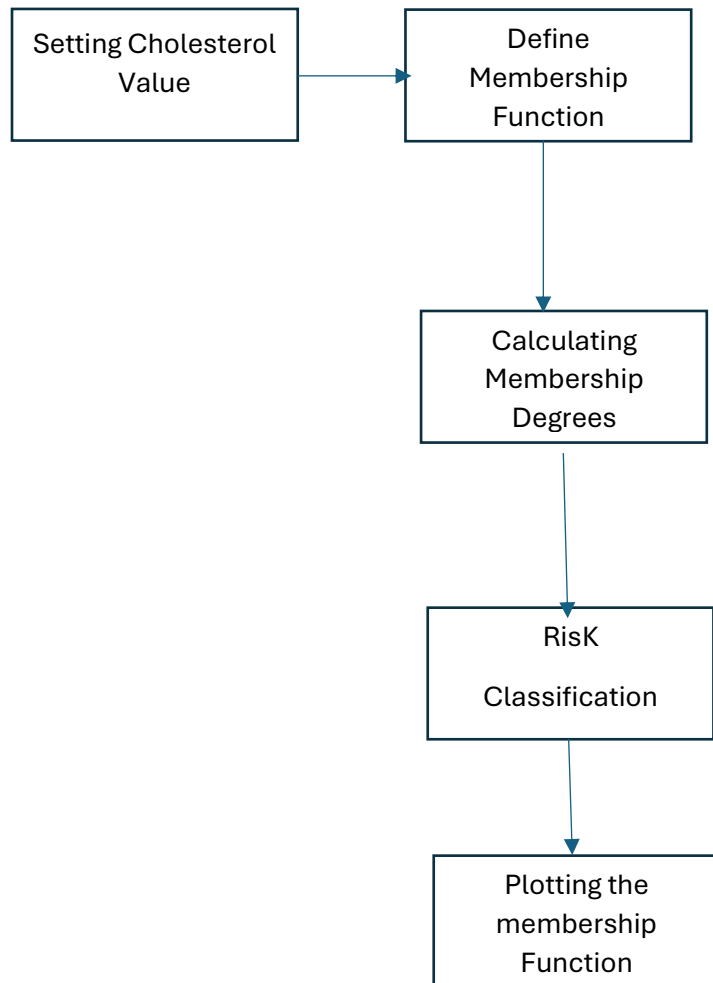 Setting Cholesterol
Value
Define
Membership
Function
Calculating
Membership
Degrees
RisK
Classification
Plotting the
membership
Function